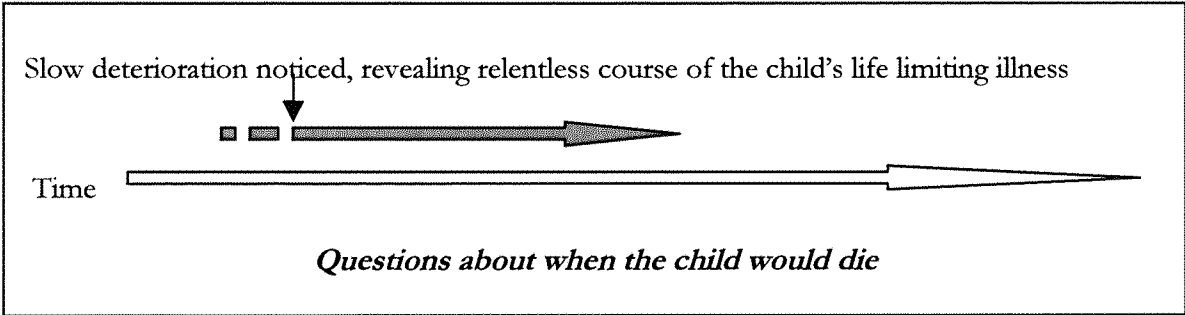 Slow deterioration noticed, revealing relentless course of the child's life limiting illness
Time
Questions about when the child would die